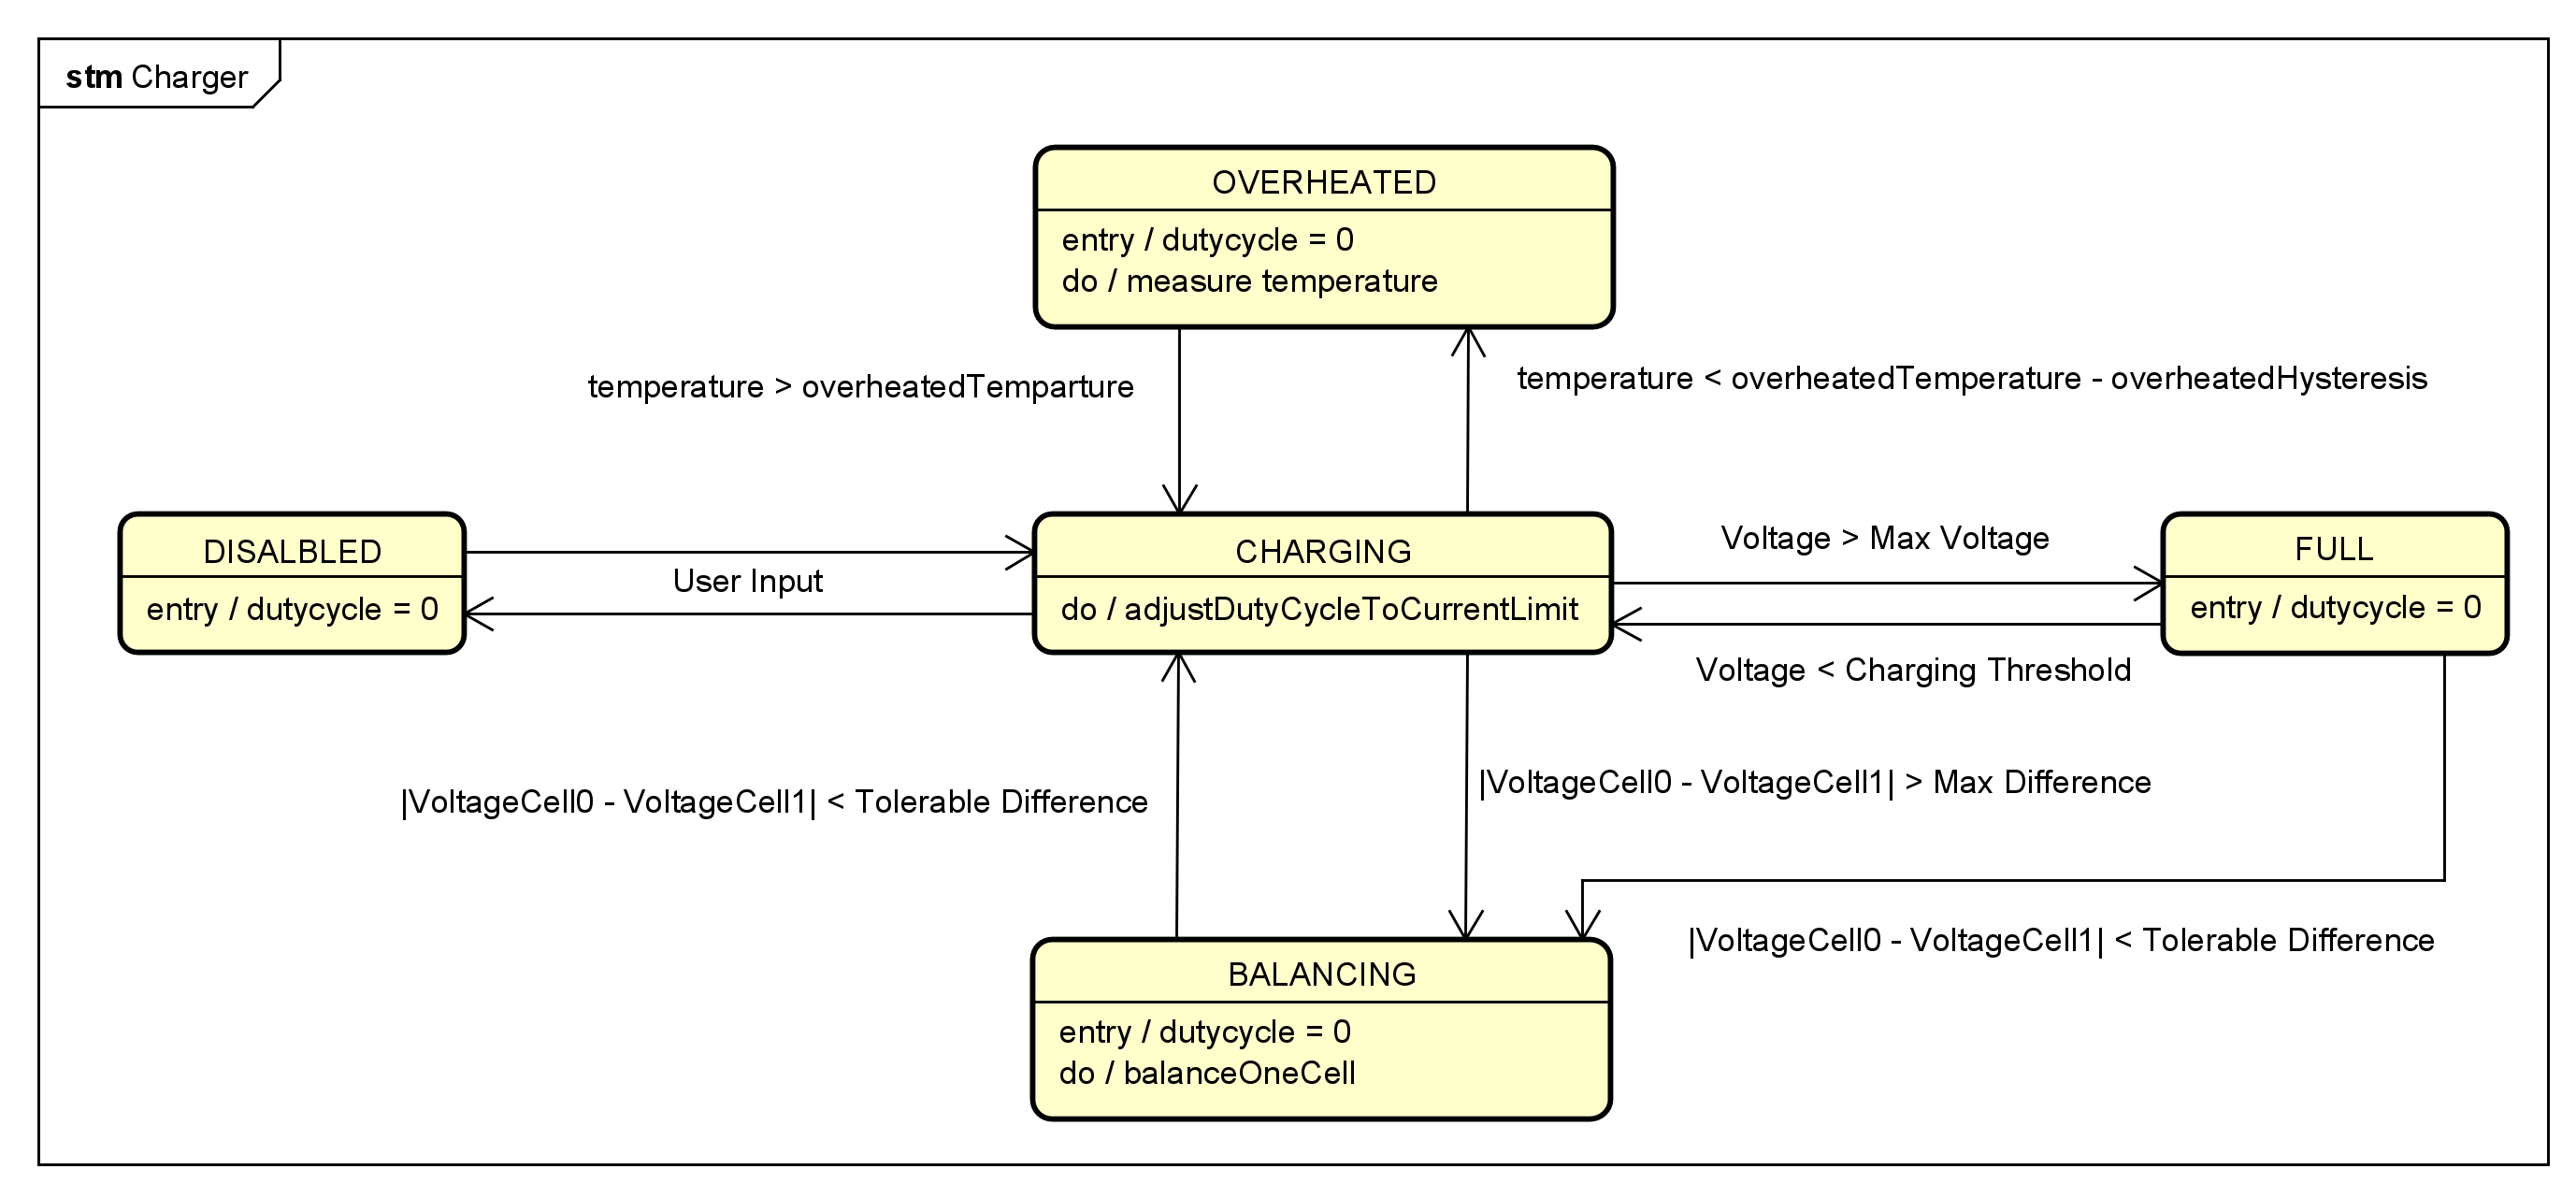 stm Charger
OVERHEATED
entry / dutycycle = 0
do / measure temperature
temperature > overheatedTemparture
temperature < overheatedTemperature - overheatedHysteresis
DISALBLED
entry / dutycycle = 0
User Input
CHARGING
do / adjustDutyCycleToCurrentLimit
Voltage > Max Voltage
Voltage < Charging Threshold
FULL
entry / dutycycle = 0
|VoltageCell0 - VoltageCell1| < Tolerable Difference
|VoltageCell0 - VoltageCell1| > Max Difference
|VoltageCell0 - VoltageCell1| < Tolerable Difference
BALANCING
entry / dutycycle = 0
do / balanceOneCell